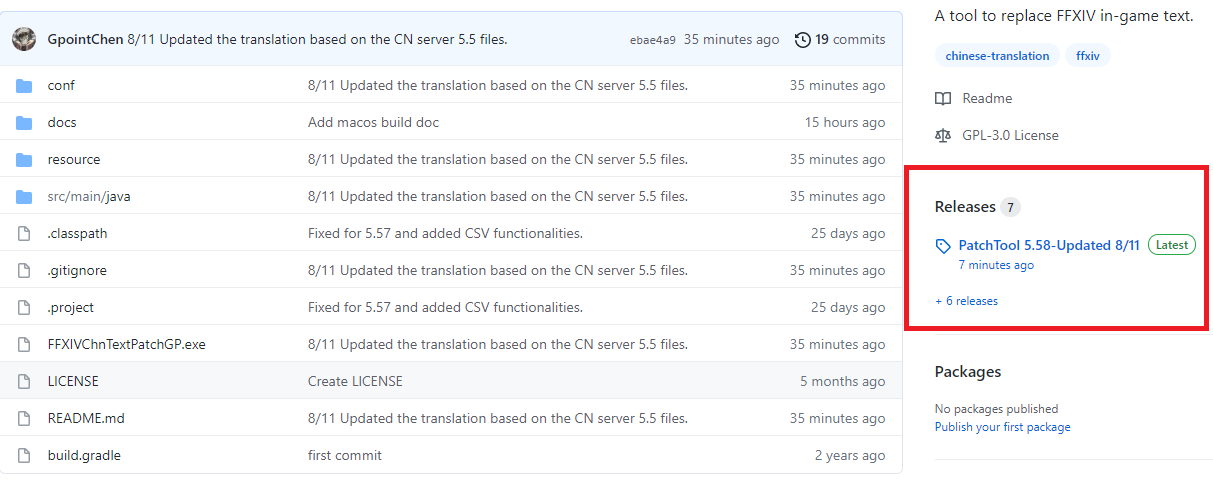 GpointChen 8/11 Updated the translation based on the CN server 5.5 files. ebae4a9 35 minutes ago 19 commits
conf 8/11 Updated the translation based on the CN server 5.5 files. 35 minutes ago
docs Add macos build doc 15 hours ago
resource 8/11 Updated the translation based on the CN server 5.5 files. 35 minutes ago
src/main/java 8/11 Updated the translation based on the CN server 5.5 files. 35 minutes ago
.classpath Fixed for 5.57 and added CSV functionalities. 25 days ago
.gitignore 8/11 Updated the translation based on the CN server 5.5 files. 35 minutes ago
.project Fixed for 5.57 and added CSV functionalities. 25 days ago
FFXIVChnTextPatchGP.exe 8/11 Updated the translation based on the CN server 5.5 files. 35 minutes ago
LICENSE Create LICENSE 5 months ago
README.md 8/11 Updated the translation based on the CN server 5.5 files. 35 minutes ago
build.gradle first commit 2 years ago
A tool to replace FFXIV in-game text.
chinese-translation ffxiv
Readme
GPL-3.0 License
Releases 7
PatchTool 5.58-Updated 8/11 Latest
7 minutes ago
+ 6 releases
Packages
No packages published
Publish your first package